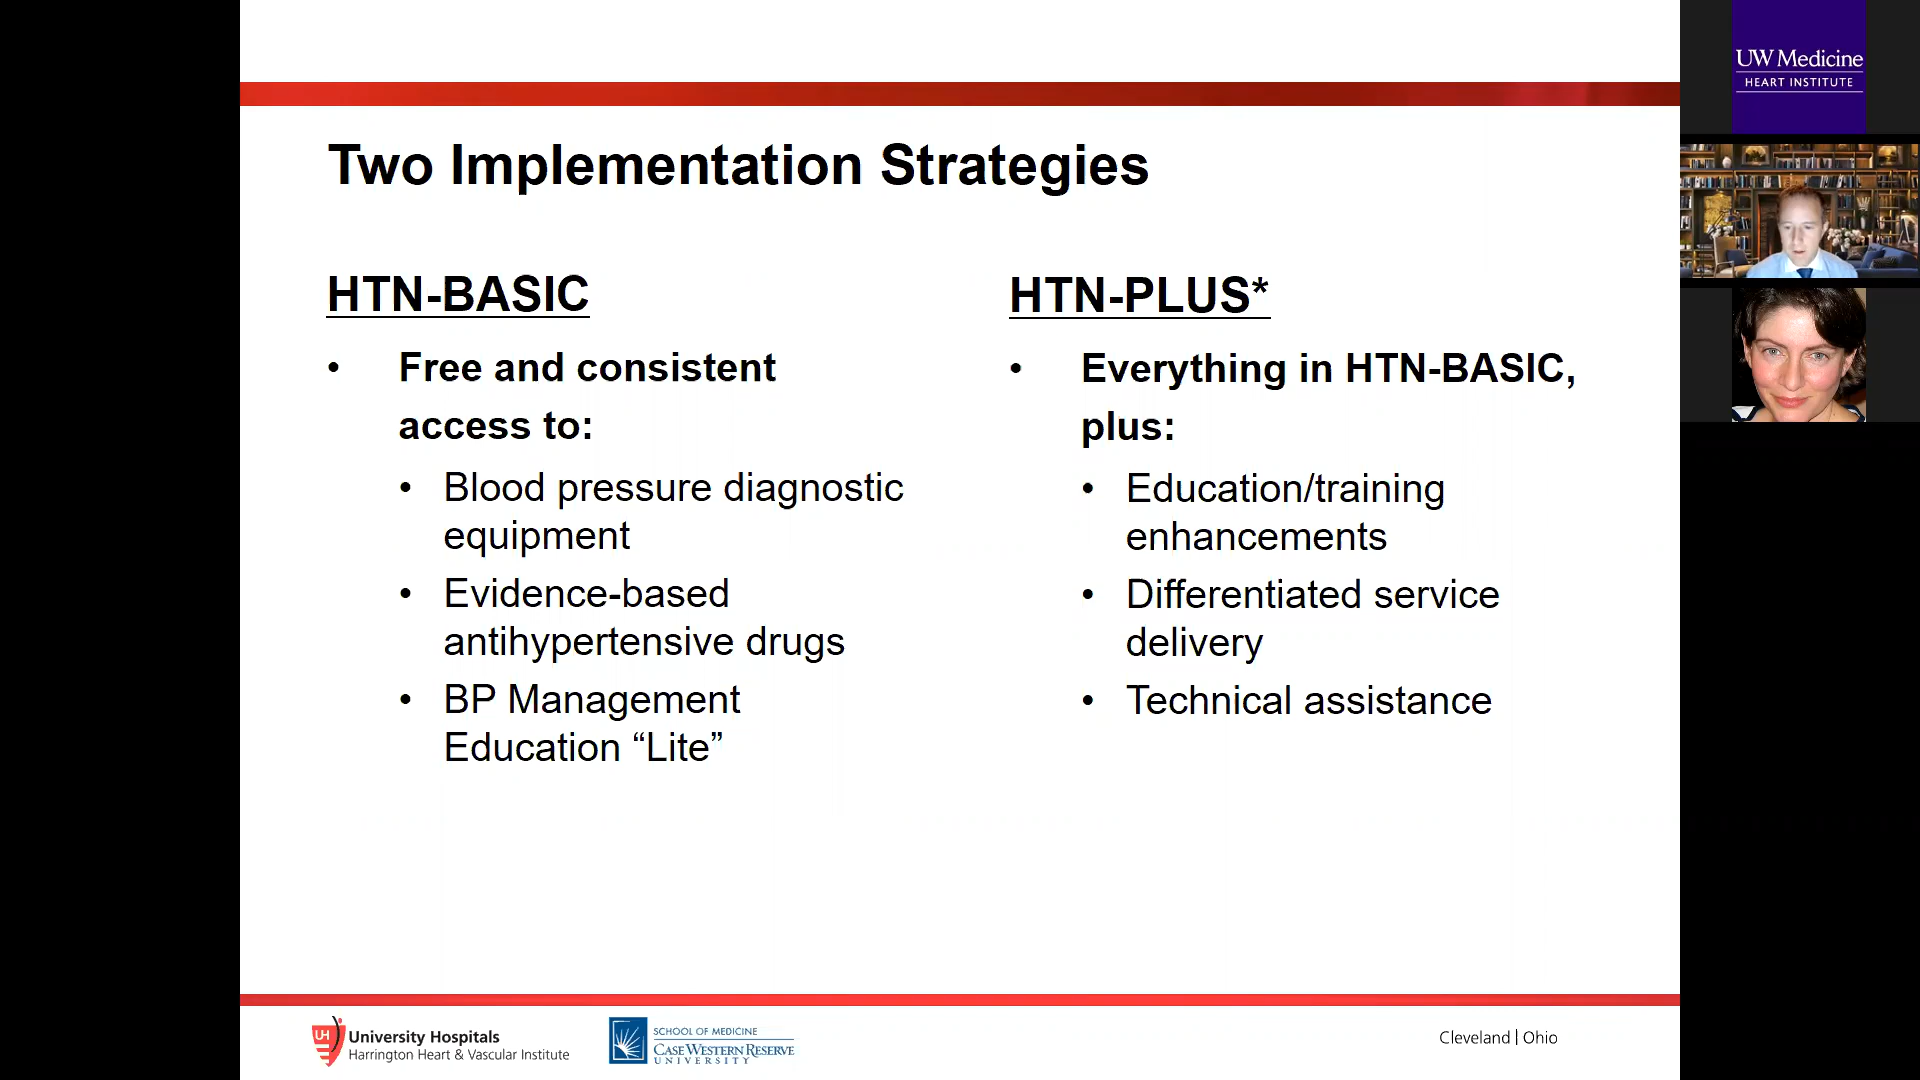 Two Implementation Strategies
HTN-BASIC
• Free and consistent
access to:
• Blood pressure diagnostic
equipment
• Evidence-based
antihypertensive drugs
• BP Management
Education “Lite”
HTN-PLUS*
• Everything in HTN-BASIC,
plus:
• Education/training
enhancements
• Differentiated service
delivery
• Technical assistance
UH
University Hospitals
Harrington Heart & Vascular Institute
SCHOOL OF MEDICINE
CASE WESTERN RESERVE
UNIVERSITY
Cleveland | Ohio
UW Medicine
HEART INSTITUTE